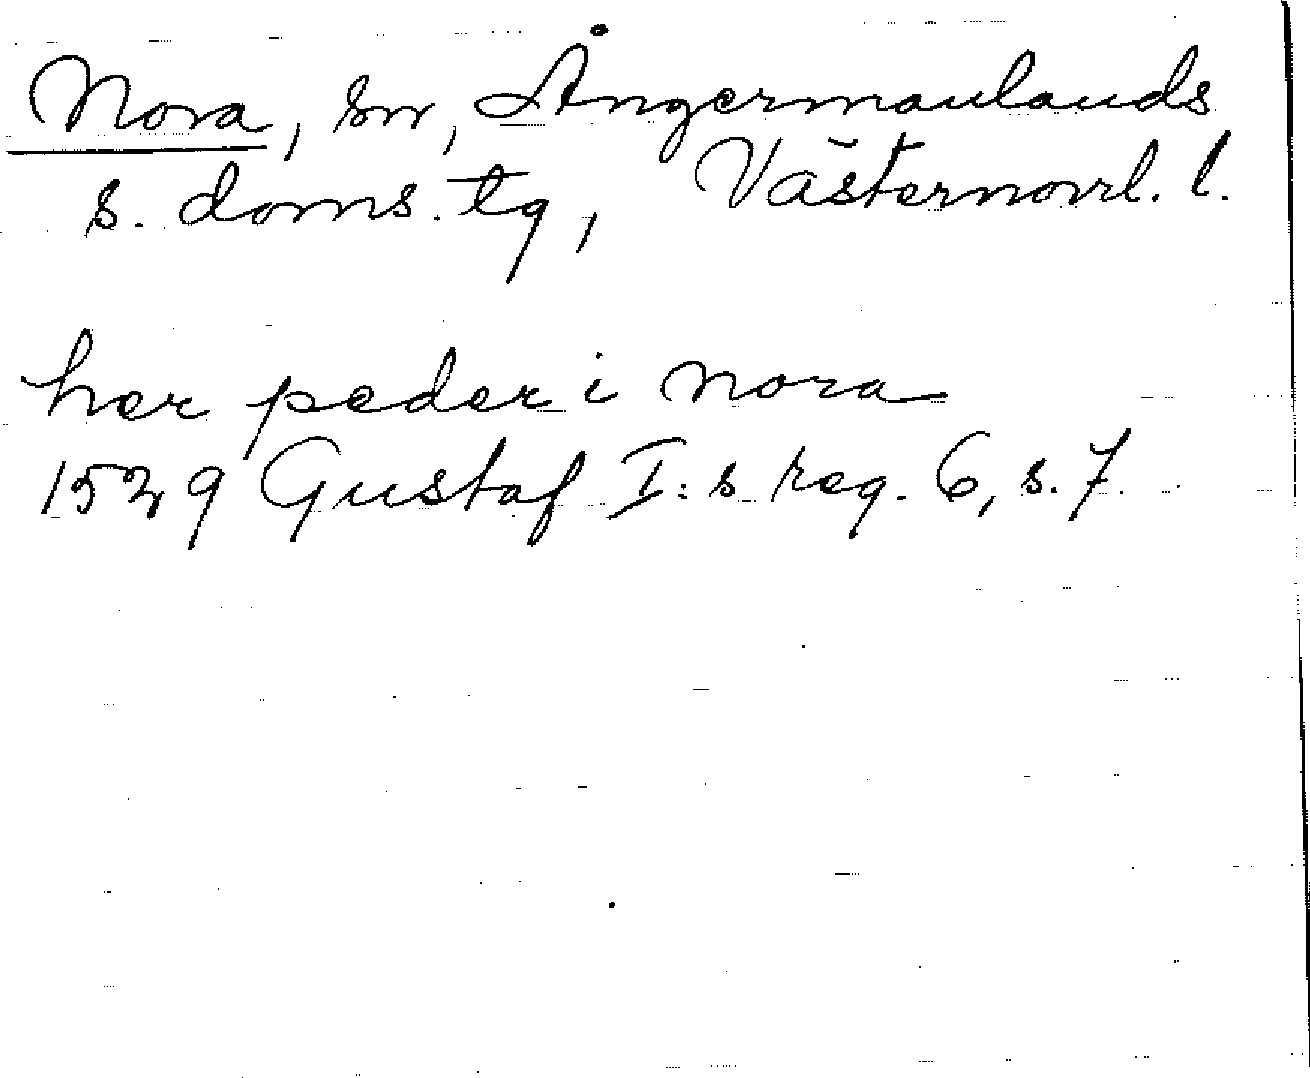 Nora, sn, Ångermanlands
s. doms. tg, Västernorrl. l.
her peder i nora
1529 Gustaf I:s reg. 6, s. 7.